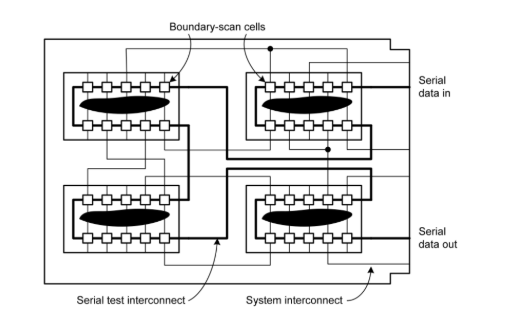 Boundary-scan cells
Serial
data in
Serial
data out
Serial test interconnect
System interconnect